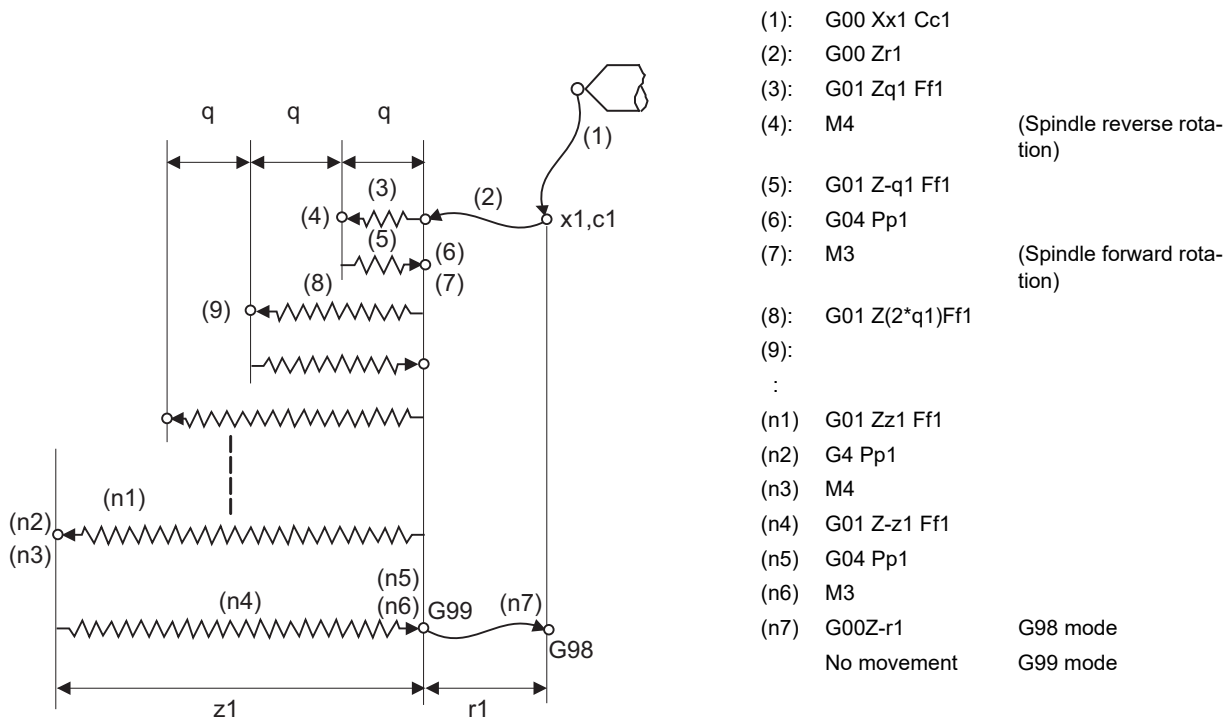 q q q
(1)
(2)
(3)
(4)
x1,c1
(5)
(6)
(7)
(8)
(9)
(n1)
(n2)
(n3)
(n4)
(n5)
(n6)
G99
(n7)
G98
z1
r1
(1): G00 Xx1 Cc1
(2): G00 Zr1
(3): G01 Zq1 Ff1
(4): M4 (Spindle reverse rota-
tion)
(5): G01 Z-q1 Ff1
(6): G04 Pp1
(7): M3 (Spindle forward rota-
tion)
(8): G01 Z(2*q1)Ff1
(9):
:
(n1) G01 Zz1 Ff1
(n2) G4 Pp1
(n3) M4
(n4) G01 Z-z1 Ff1
(n5) G04 Pp1
(n6) M3
(n7) G00Z-r1 G98 mode
No movement G99 mode